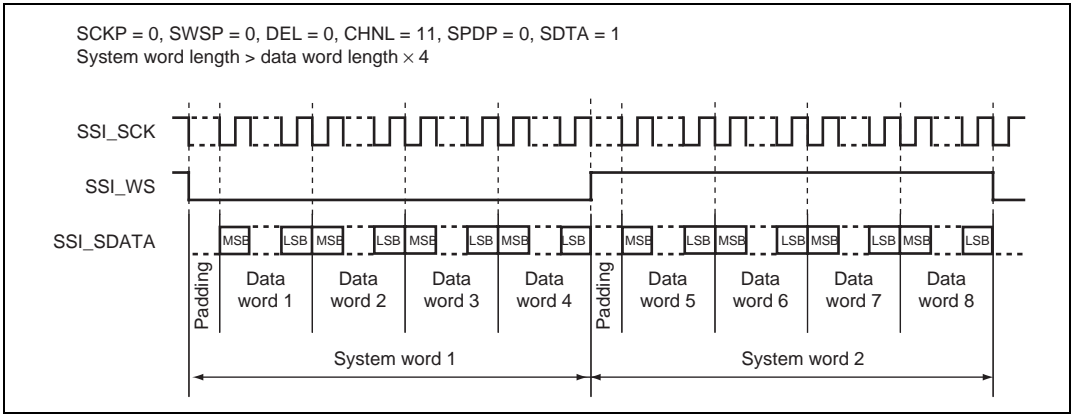 SCKP = 0, SWSP = 0, DEL = 0, CHNL = 11, SPDP = 0, SDTA = 1
System word length > data word length × 4
SSI_SCK
SSI_WS
SSI_SDATA
MSB LSB MSB LSB MSB LSB MSB LSB MSB LSB MSB LSB MSB LSB MSB LSB
Padding
Data word 1
Data word 2
Data word 3
Data word 4
Padding
Data word 5
Data word 6
Data word 7
Data word 8
System word 1
System word 2